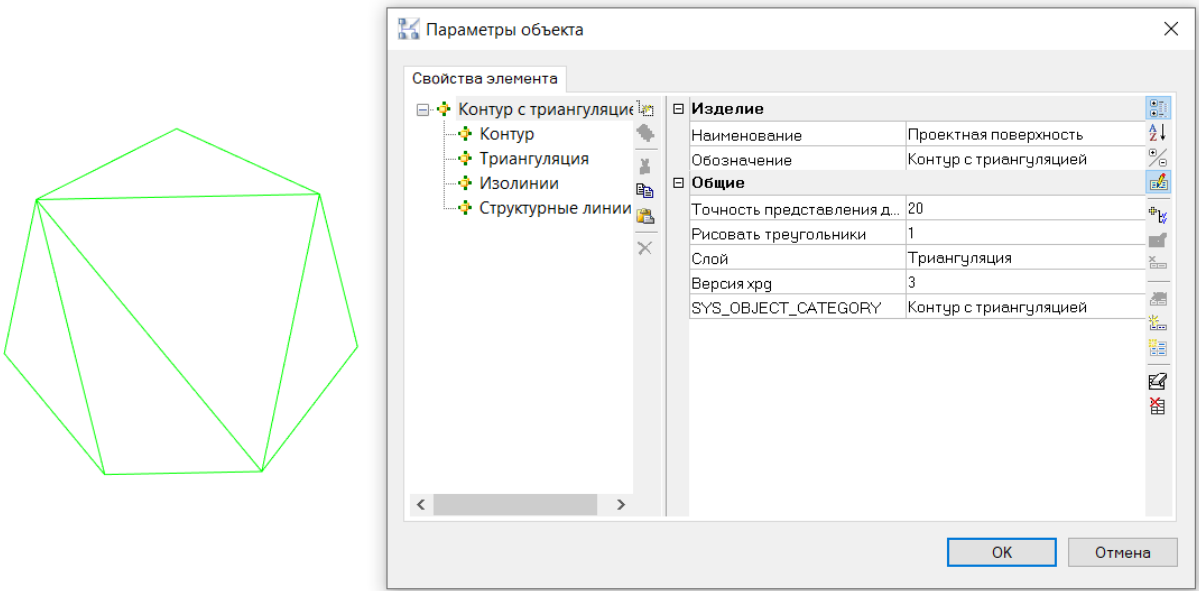 Параметры объекта
Свойства элемента
Контур с триангуляцие
Контур
Триангуляция
Изолинии
Структурные линии
Изделие
Наименование Проектная поверхность
Обозначение Контур с триангуляцией
Общие
Точность представления д... 20
Рисовать треугольники 1
Слой Триангуляция
Версия xpg 3
SYS_OBJECT_CATEGORY Контур с триангуляцией
OK Отмена